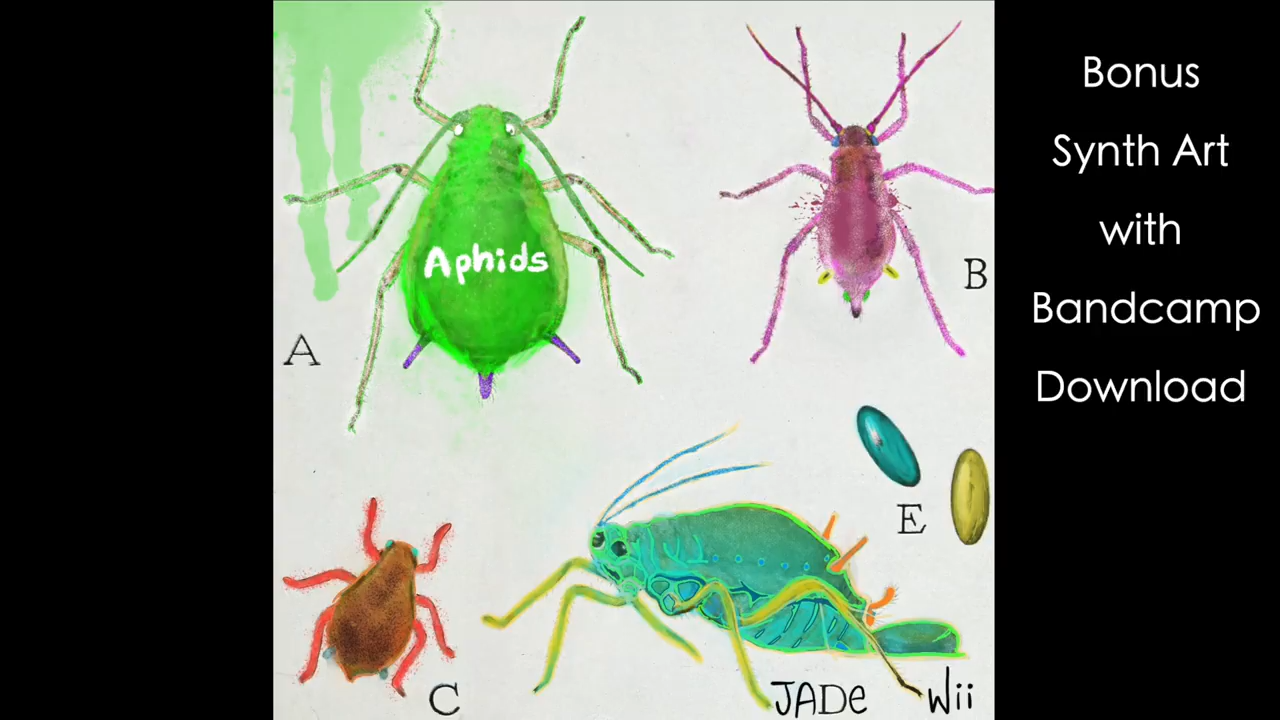 Aphids
A
B
C
E
JADe Wii
Bonus
Synth Art
with
Bandcamp
Download